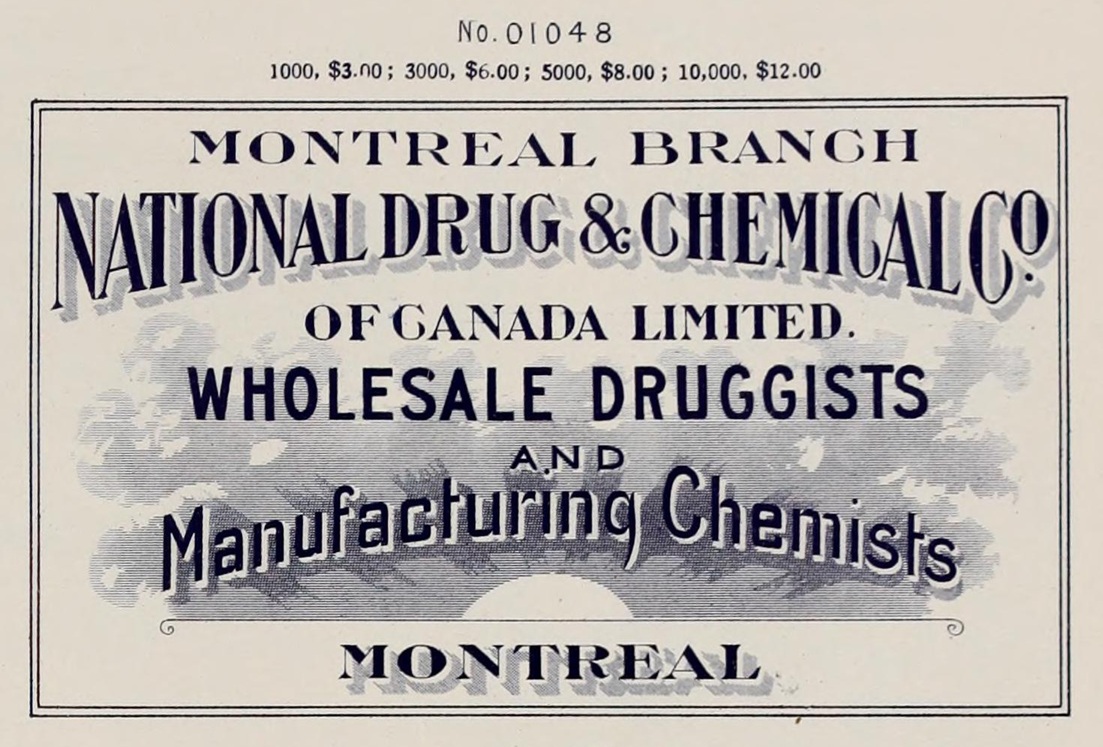 No. 01048
1000, $3.00; 3000, $6.00; 5000, $8.00; 10,000, $12.00
MONTREAL BRANCH
NATIONAL DRUG & CHEMICAL CO.
OF CANADA LIMITED.
WHOLESALE DRUGGISTS
AND
Manufacturing Chemists
MONTREAL